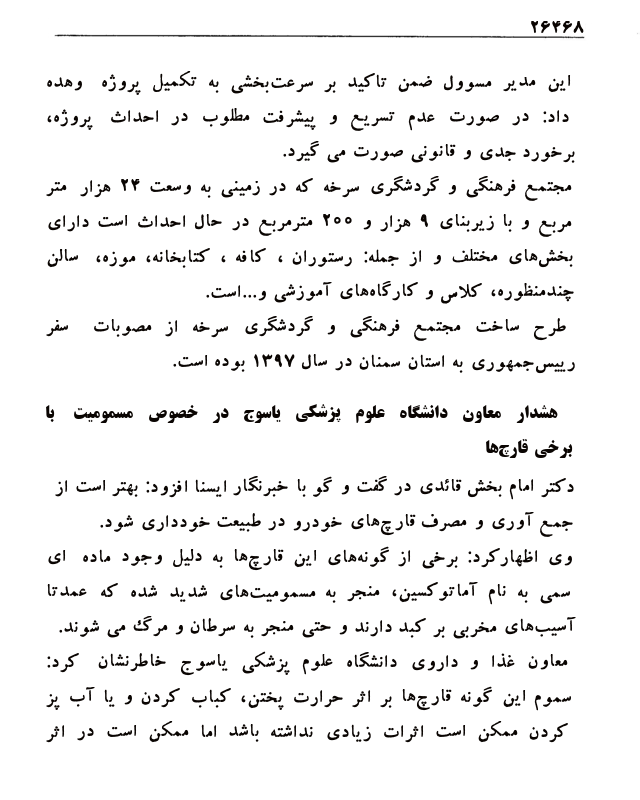 ۲۶۴۶۸
این مدیر مسوول ضمن تاکید بر سرعت‌بخشی به تکمیل پروژه وهده
داد: در صورت عدم تسریع و پیشرفت مطلوب در احداث پروژه،
برخورد جدی و قانونی صورت می گیرد.
مجتمع فرهنگی و گردشگری سرخه که در زمینی به وسعت ۲۴ هزار متر
مربع و با زیربنای ۹ هزار و ۲۰۰ مترمربع در حال احداث است دارای
بخش‌های مختلف و از جمله: رستوران ، کافه ، کتابخانه، موزه، سالن
چندمنظوره، کلاس و کارگاه‌های آموزشی و...است.
طرح ساخت مجتمع فرهنگی و گردشگری سرخه از مصوبات سفر
رییس‌جمهوری به استان سمنان در سال ۱۳۹۷ بوده است.
هشدار معاون دانشگاه علوم پزشکی یاسوج در خصوص مسمومیت با
برخی قارچ‌ها
دکتر امام بخش قائدی در گفت و گو با خبرنگار ایسنا افزود: بهتر است از
جمع آوری و مصرف قارچ‌های خودرو در طبیعت خودداری شود.
وی اظهارکرد: برخی از گونه‌های این قارچ‌ها به دلیل وجود ماده ای
سمی به نام آماتوکسین، منجر به مسمومیت‌های شدید شده که عمدتا
آسیب‌های مخربی بر کبد دارند و حتی منجر به سرطان و مرگ می شوند.
معاون غذا و داروی دانشگاه علوم پزشکی یاسوج خاطرنشان کرد:
سموم این گونه قارچ‌ها بر اثر حرارت پختن، کباب کردن و یا آب پز
کردن ممکن است اثرات زیادی نداشته باشد اما ممکن است در اثر